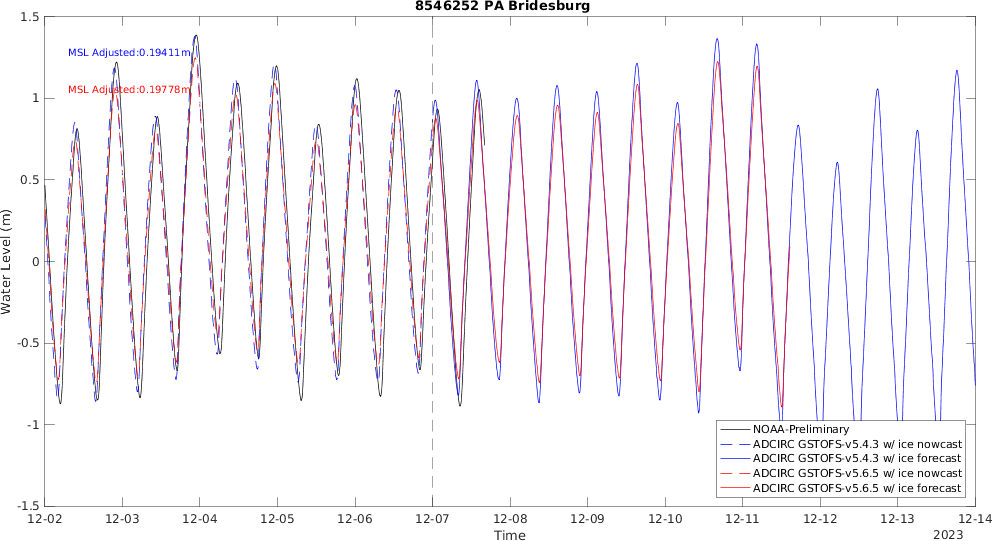 8546252 PA Bridesburg
MSL Adjusted:0.19411m
MSL Adjusted:0.19778m
Water Level (m)
1.5
1
0.5
0
-0.5
-1
-1.5
NOAA-Preliminary
ADCIRC GSTOFS-v5.4.3 w/ ice nowcast
ADCIRC GSTOFS-v5.4.3 w/ ice forecast
ADCIRC GSTOFS-v5.6.5 w/ ice nowcast
ADCIRC GSTOFS-v5.6.5 w/ ice forecast
12-02 12-03 12-04 12-05 12-06 12-07 12-08 12-09 12-10 12-11 12-12 12-13 12-14
Time
2023